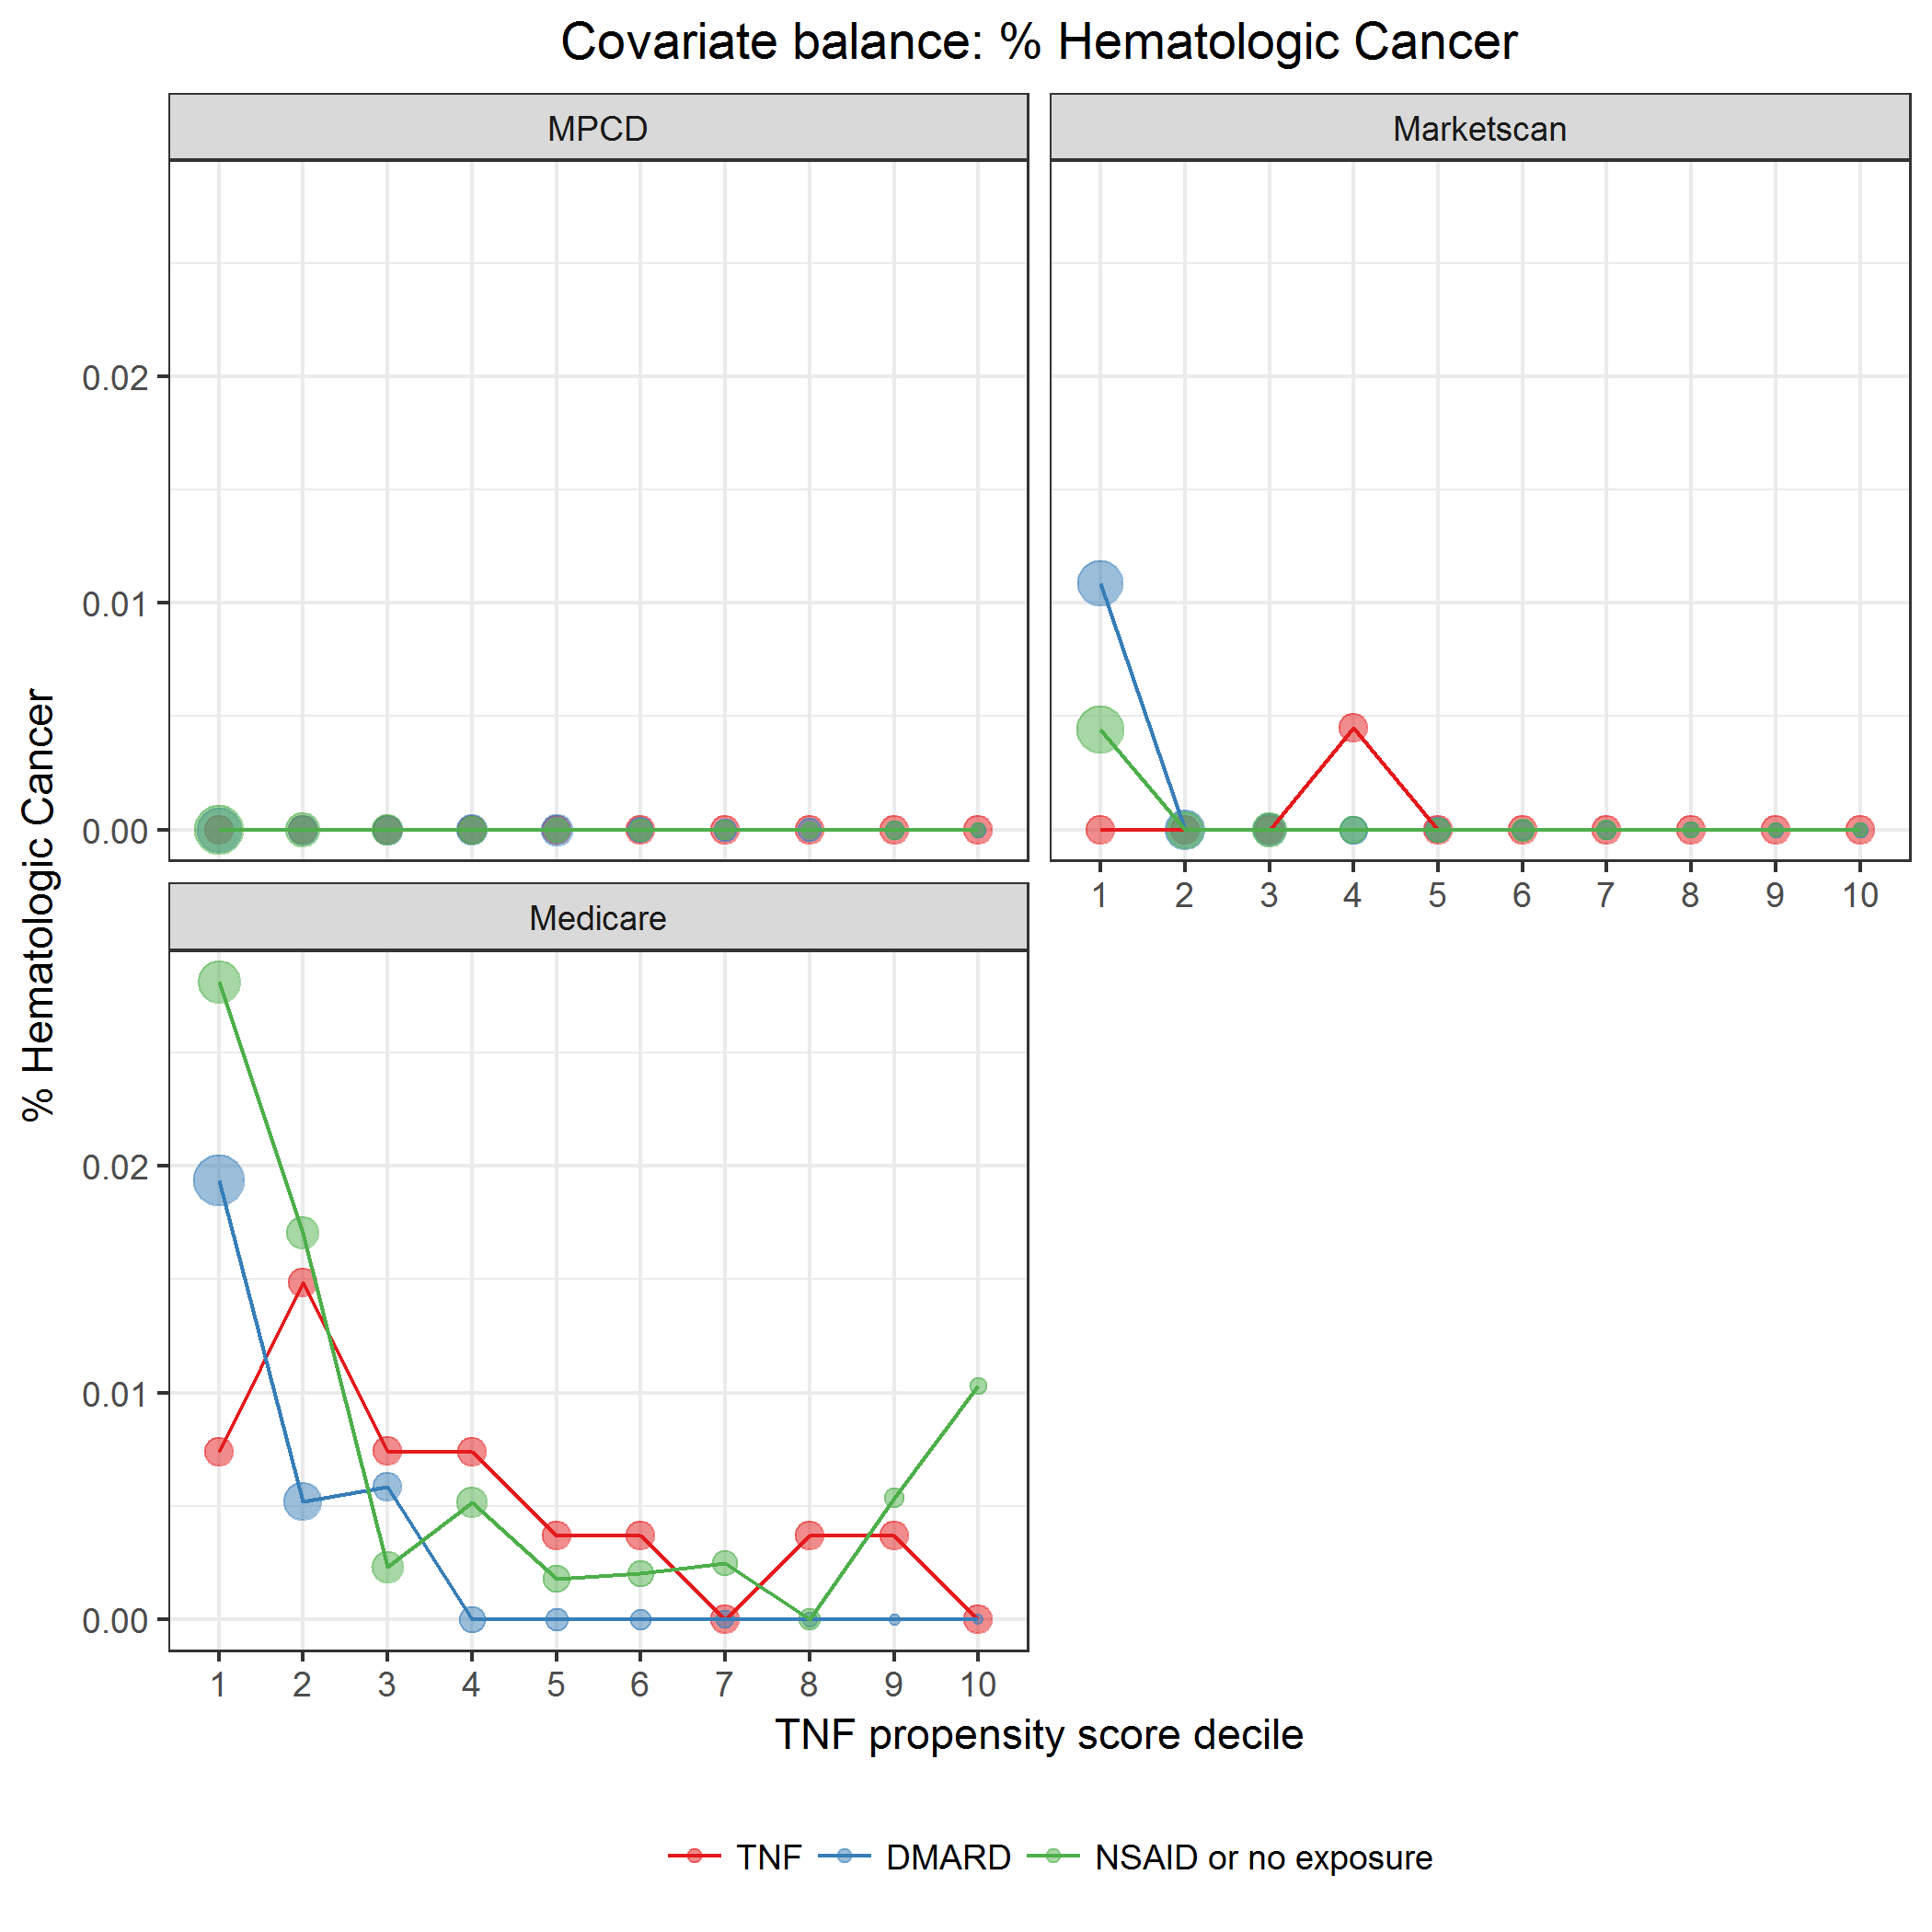 Covariate balance: % Hematologic Cancer
MPCD
Marketscan
0.02
0.01
0.00
1 2 3 4 5 6 7 8 9 10
% Hematologic Cancer
Medicare
0.02
0.01
0.00
1 2 3 4 5 6 7 8 9 10
TNF propensity score decile
TNF DMARD NSAID or no exposure